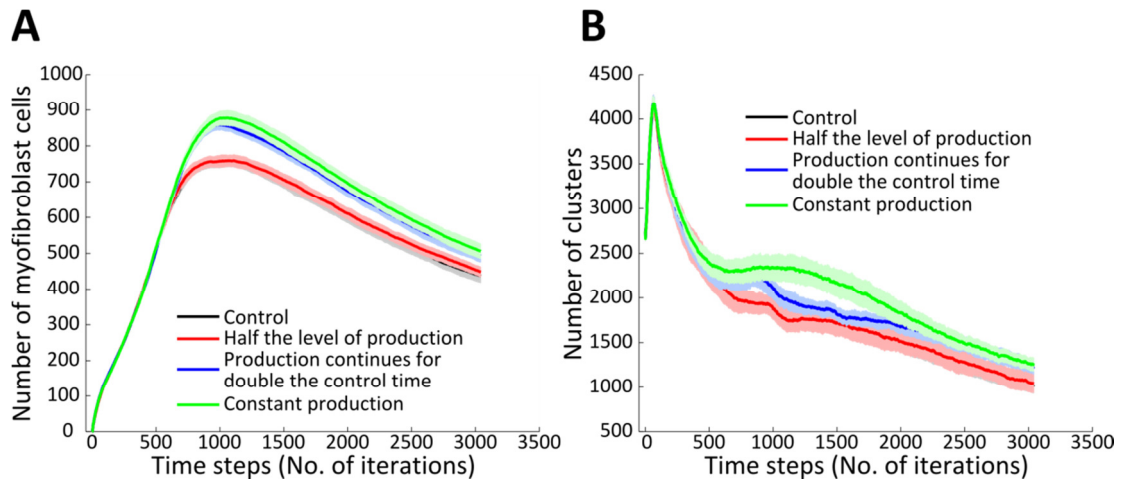 A
Number of myofibroblast cells
1000
900
800
700
600
500
400
300
200
100
0
Control
Half the level of production
Production continues for
double the control time
Constant production
0
500
1000
1500
2000
2500
3000
3500
Time steps (No. of iterations)
B
Number of clusters
4500
4000
3500
3000
2500
2000
1500
1000
500
Control
Half the level of production
Production continues for
double the control time
Constant production
0
500
1000
1500
2000
2500
3000
3500
Time steps (No. of iterations)